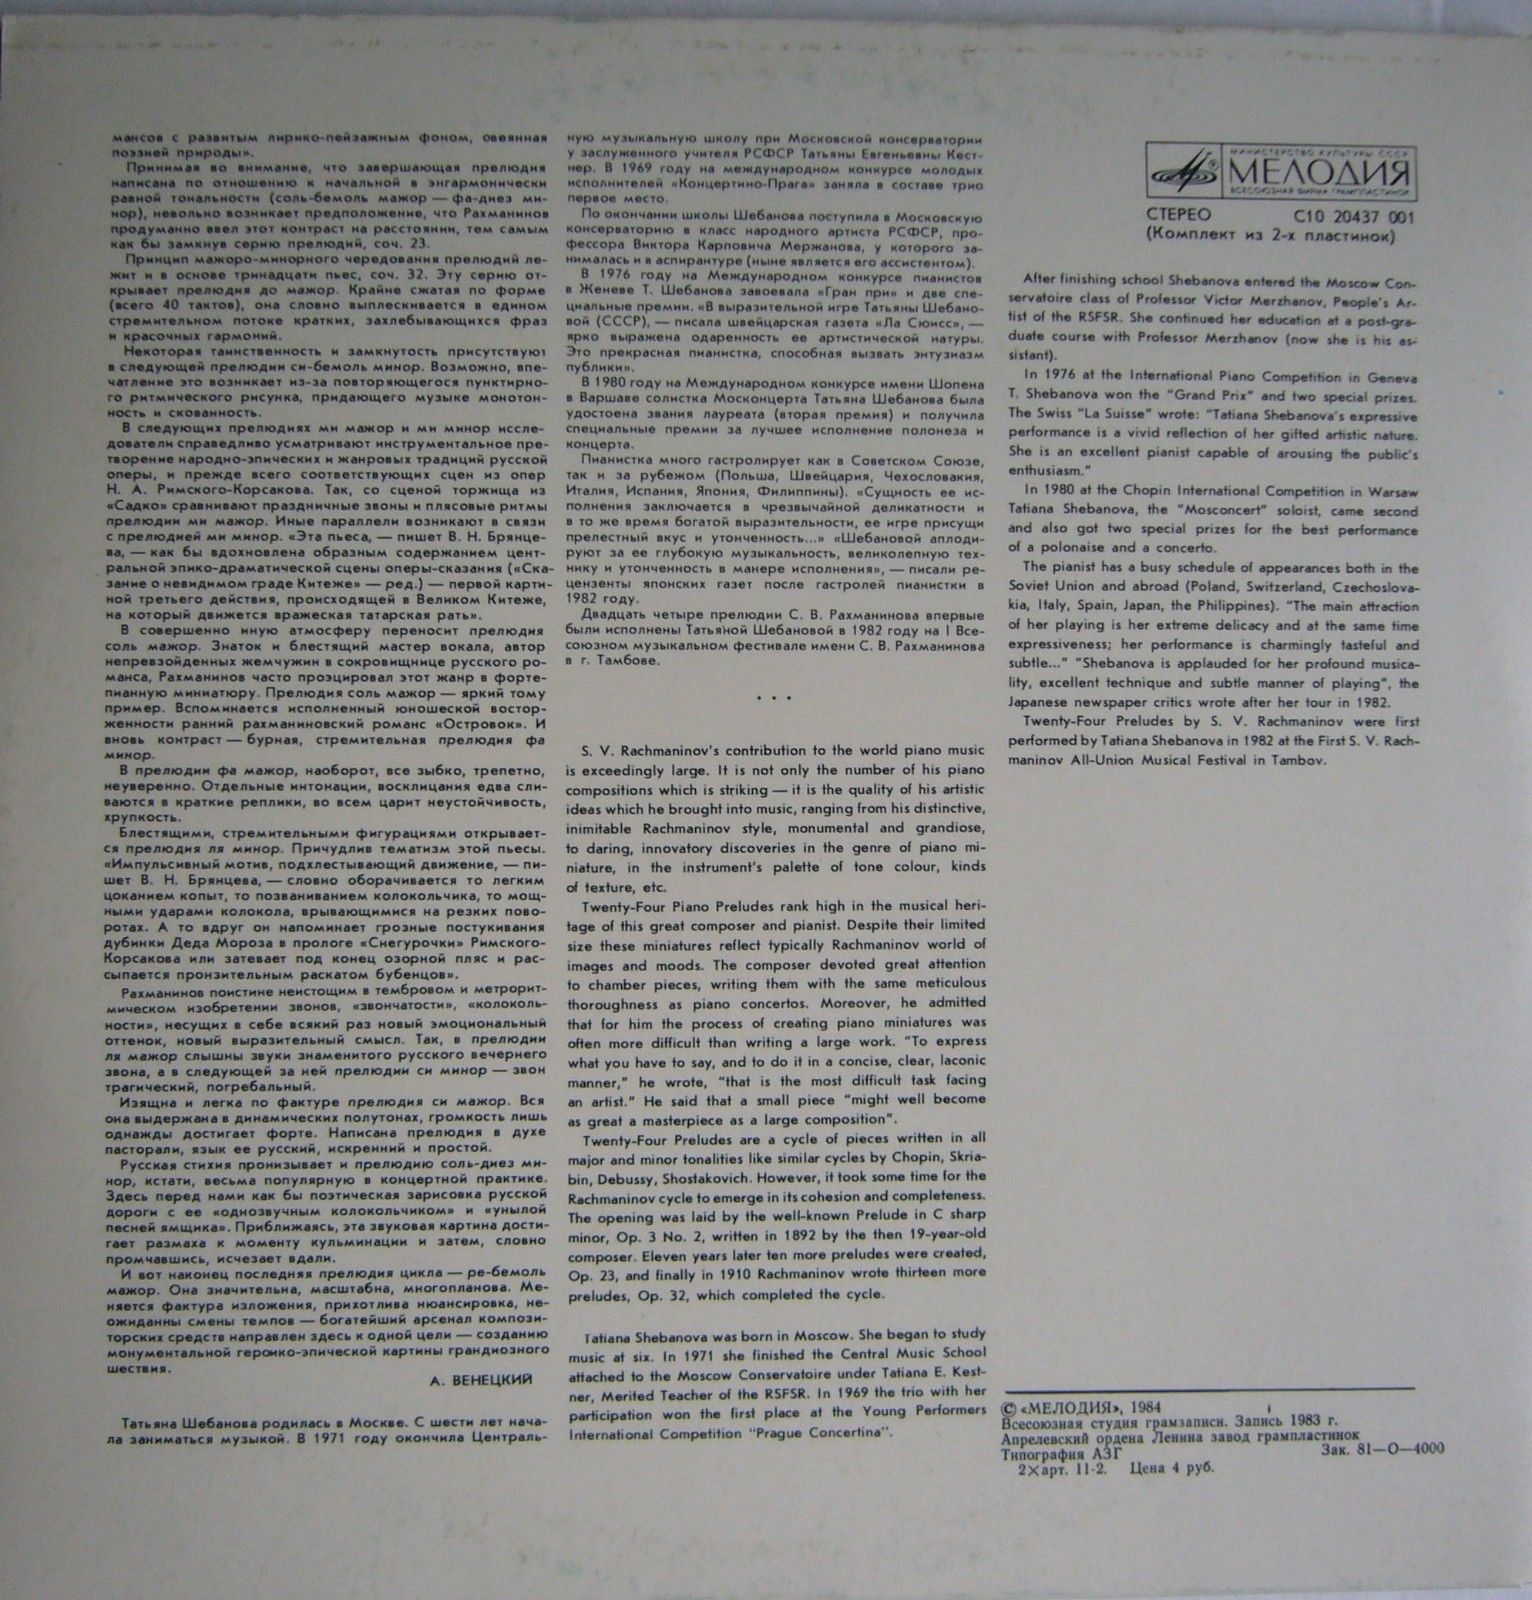 мансов с развитым лирико-пейзажным фоном, овеянная
поэзией природы».
Принимая во внимание, что завершающая прелюдия
написана по отношению к начальной в энгармонически
равной тональности (соль-бемоль мажор — фа-диез ми-
нор), невольно возникает предположение, что Рахманинов
продуманно ввел этот контраст на расстоянии, тем самым
как бы замкнув серию прелюдий, соч. 23.
Принцип мажоро-минорного чередования прелюдий ле-
жит и в основе тринадцати пьес, соч. 32. Эту серию от-
крывает прелюдия до мажор. Крайне сжатая по форме
(всего 40 тактов), она словно выплескивается в едином
стремительном потоке кратких, захлебывающихся фраз
и красочных гармоний.
Некоторая таинственность и замкнутость присутствуют
в следующей прелюдии си-бемоль минор. Возможно, впе-
чатление это возникает из-за повторяющегося пунктирно-
го ритмического рисунка, придающего музыке монотон-
ность и скованность.
В следующих прелюдиях ми мажор и ми минор иссле-
дователи справедливо усматривают инструментальное пре-
творение народно-эпических и жанровых традиций русской
оперы, и прежде всего соответствующих сцен из опер
Н. А. Римского-Корсакова. Так, со сценой торжища из
«Садко» сравнивают праздничные звоны и плясовые ритмы
прелюдии ми мажор. Иные параллели возникают в связи
с прелюдией ми минор. «Эта пьеса, — пишет В. Н. Брянце-
ва, — как бы вдохновлена образным содержанием цент-
ральной эпико-драматической сцены оперы-сказания («Ска-
зание о невидимом граде Китеже» — ред.) — первой карти-
ной третьего действия, происходящей в Великом Китеже,
на который движется вражеская татарская рать».
В совершенно иную атмосферу переносит прелюдия
соль мажор. Знаток и блестящий мастер вокала, автор
непревзойденных жемчужин в сокровищнице русского ро-
манса, Рахманинов часто проэцировал этот жанр в форте-
пианную миниатюру. Прелюдия соль мажор — яркий тому
пример. Вспоминается исполненный юношеской востор-
женности ранний рахманиновский романс «Островок». И
вновь контраст — бурная, стремительная прелюдия фа
минор.
В прелюдии фа мажор, наоборот, все зыбко, трепетно,
неуверенно. Отдельные интонации, восклицания едва сли-
ваются в краткие реплики, во всем царит неустойчивость,
хрупкость.
Блестящими, стремительными фигурациями открывает-
ся прелюдия ля минор. Причудлив тематизм этой пьесы.
«Импульсивный мотив, подхлестывающий движение, — пи-
шет В. Н. Брянцева, — словно оборачивается то легким
цоканием копыт, то позваниванием колокольчика, то мощ-
ными ударами колокола, врывающимися на резких пово-
ротах. А то вдруг он напоминает грозные постукивания
дубинки Деда Мороза в прологе «Снегурочки» Римского-
Корсакова или затевает под конец озорной пляс и рас-
сыпается пронзительным раскатом бубенцов».
Рахманинов поистине неистощим в тембровом и метрорит-
мическом изобретении звонов, «звончатости», «колоколь-
ности», несущих в себе всякий раз новый эмоциональный
оттенок, новый выразительный смысл. Так, в прелюдии
ля мажор слышны звуки знаменитого русского вечернего
звона, а в следующей за ней прелюдии си минор — звон
трагический, погребальный.
Изящна и легка по фактуре прелюдия си мажор. Вся
она выдержана в динамических полутонах, громкость лишь
однажды достигает форте. Написана прелюдия в духе
пасторали, язык ее русский, искренний и простой.
Русская стихия пронизывает и прелюдию соль-диез ми-
нор, кстати, весьма популярную в концертной практике.
Здесь перед нами как бы поэтическая зарисовка русской
дороги с ее «однозвучным колокольчиком» и «унылой
песней ямщика». Приближаясь, эта звуковая картина дости-
гает размаха к моменту кульминации и затем, словно
промчавшись, исчезает вдали.
И вот наконец последняя прелюдия цикла — ре-бемоль
мажор. Она значительна, масштабна, многопланова. Ме-
няется фактура изложения, прихотлива нюансировка, не-
ожиданны смены темпов — богатейший арсенал компози-
торских средств направлен здесь к одной цели — созданию
монументальной героико-эпической картины грандиозного
шествия.
А. ВЕНЕЦКИЙ
Татьяна Шебанова родилась в Москве. С шести лет нача-
ла заниматься музыкой. В 1971 году окончила Централь-
ную музыкальную школу при Московской консерватории
у заслуженного учителя РСФСР Татьяны Евгеньевны Кест-
нер. В 1969 году на международном конкурсе молодых
исполнителей «Концертино-Прага» заняла в составе трио
первое место.
По окончании школы Шебанова поступила в Московскую
консерваторию в класс народного артиста РСФСР, про-
фессора Виктора Карповича Мержанова, у которого за-
нималась и в аспирантуре (ныне является его ассистентом).
В 1976 году на Международном конкурсе пианистов
в Женеве Т. Шебанова завоевала «Гран при» и две спе-
циальные премии. «В выразительной игре Татьяны Шебано-
вой (СССР), — писала швейцарская газета «Ла Сюисс», —
ярко выражена одаренность ее артистической натуры.
Это прекрасная пианистка, способная вызвать энтузиазм
публики».
В 1980 году на Международном конкурсе имени Шопена
в Варшаве солистка Москонцерта Татьяна Шебанова была
удостоена звания лауреата (вторая премия) и получила
специальные премии за лучшее исполнение полонеза и
концерта.
Пианистка много гастролирует как в Советском Союзе,
так и за рубежом (Польша, Швейцария, Чехословакия,
Италия, Испания, Япония, Филиппины). «Сущность ее ис-
полнения заключается в чрезвычайной деликатности и
в то же время богатой выразительности, ее игре присущи
прелестный вкус и утонченность...» «Шебановой аплоди-
руют за ее глубокую музыкальность, великолепную тех-
нику и утонченность в манере исполнения», — писали ре-
цензенты японских газет после гастролей пианистки в
1982 году.
Двадцать четыре прелюдии С. В. Рахманинова впервые
были исполнены Татьяной Шебановой в 1982 году на I Все-
союзном музыкальном фестивале имени С. В. Рахманинова
в г. Тамбове.
. . .
S. V. Rachmaninov's contribution to the world piano music
is exceedingly large. It is not only the number of his piano
compositions which is striking — it is the quality of his artistic
ideas which he brought into music, ranging from his distinctive,
inimitable Rachmaninov style, monumental and grandiose,
to daring, innovatory discoveries in the genre of piano mi-
niature, in the instrument's palette of tone colour, kinds
of texture, etc.
Twenty-Four Piano Preludes rank high in the musical heri-
tage of this great composer and pianist. Despite their limited
size these miniatures reflect typically Rachmaninov world of
images and moods. The composer devoted great attention
to chamber pieces, writing them with the same meticulous
thoroughness as piano concertos. Moreover, he admitted
that for him the process of creating piano miniatures was
often more difficult than writing a large work. "To express
what you have to say, and to do it in a concise, clear, laconic
manner," he wrote, "that is the most difficult task facing
an artist." He said that a small piece "might well become
as great a masterpiece as a large composition".
Twenty-Four Preludes are a cycle of pieces written in all
major and minor tonalities like similar cycles by Chopin, Skria-
bin, Debussy, Shostakovich. However, it took some time for the
Rachmaninov cycle to emerge in its cohesion and completeness.
The opening was laid by the well-known Prelude in C sharp
minor, Op. 3 No. 2, written in 1892 by the then 19-year-old
composer. Eleven years later ten more preludes were created,
Op. 23, and finally in 1910 Rachmaninov wrote thirteen more
preludes, Op. 32, which completed the cycle.
Tatiana Shebanova was born in Moscow. She began to study
music at six. In 1971 she finished the Central Music School
attached to the Moscow Conservatoire under Tatiana E. Kest-
ner, Merited Teacher of the RSFSR. In 1969 the trio with her
participation won the first place at the Young Performers
International Competition "Prague Concertina".
МИНИСТЕРСТВО КУЛЬТУРЫ СССР
МЕЛОДИЯ
ВСЕСОЮЗНАЯ ФИРМА ГРАМПЛАСТИНОК
СТЕРЕО С10 20437 001
(Комплект из 2-х пластинок)
After finishing school Shebanova entered the Moscow Con-
servatoire class of Professor Victor Merzhanov, People's Ar-
tist of the RSFSR. She continued her education at a post-gra-
duate course with Professor Merzhanov (now she is his as-
sistant).
In 1976 at the International Piano Competition in Geneva
T. Shebanova won the "Grand Prix" and two special prizes.
The Swiss "La Suisse" wrote: "Tatiana Shebanova's expressive
performance is a vivid reflection of her gifted artistic nature.
She is an excellent pianist capable of arousing the public's
enthusiasm."
In 1980 at the Chopin International Competition in Warsaw
Tatiana Shebanova, the "Mosconcert" soloist, came second
and also got two special prizes for the best performance
of a polonaise and a concerto.
The pianist has a busy schedule of appearances both in the
Soviet Union and abroad (Poland, Switzerland, Czechoslova-
kia, Italy, Spain, Japan, the Philippines). "The main attraction
of her playing is her extreme delicacy and at the same time
expressiveness; her performance is charmingly tasteful and
subtle..." "Shebanova is applauded for her profound musica-
lity, excellent technique and subtle manner of playing", the
Japanese newspaper critics wrote after her tour in 1982.
Twenty-Four Preludes by S. V. Rachmaninov were first
performed by Tatiana Shebanova in 1982 at the First S. V. Rach-
maninov All-Union Musical Festival in Tambov.
© «МЕЛОДИЯ», 1984
Всесоюзная студия грамзаписи. Запись 1983 г.
Апрелевский ордена Ленина завод грампластинок
Типография АЗГ Зак. 81—О—4000
2×арт. 11-2. Цена 4 руб.